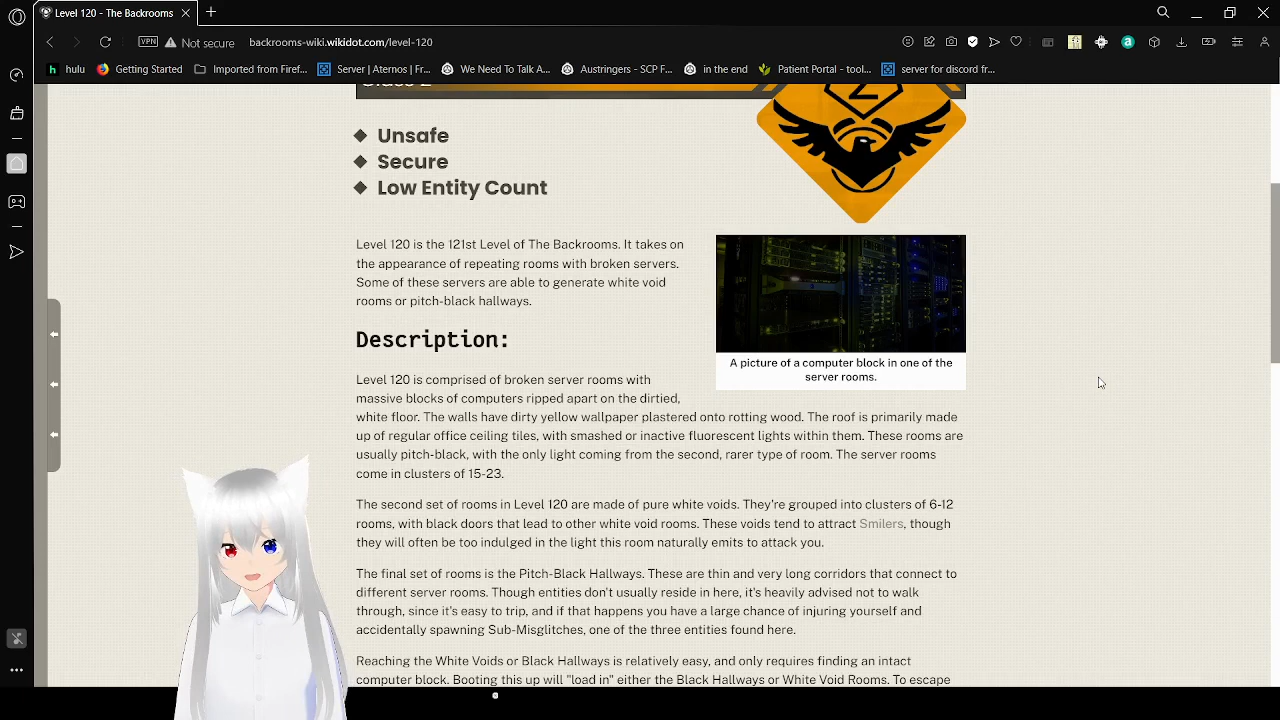 Level 120 - The Backrooms
VPN Not secure backrooms-wiki.wikidot.com/level-120
hulu Getting Started Imported from Firef... Server | Aternos | Fr... We Need To Talk A... Austringers - SCP F... in the end Patient Portal - tool... server for discord fr...
Class 2
2
Unsafe
Secure
Low Entity Count
Level 120 is the 121st Level of The Backrooms. It takes on
the appearance of repeating rooms with broken servers.
Some of these servers are able to generate white void
rooms or pitch-black hallways.
A picture of a computer block in one of the
server rooms.
Description:
Level 120 is comprised of broken server rooms with
massive blocks of computers ripped apart on the dirtied,
white floor. The walls have dirty yellow wallpaper plastered onto rotting wood. The roof is primarily made
up of regular office ceiling tiles, with smashed or inactive fluorescent lights within them. These rooms are
usually pitch-black, with the only light coming from the second, rarer type of room. The server rooms
come in clusters of 15-23.
The second set of rooms in Level 120 are made of pure white voids. They're grouped into clusters of 6-12
rooms, with black doors that lead to other white void rooms. These voids tend to attract Smilers, though
they will often be too indulged in the light this room naturally emits to attack you.
The final set of rooms is the Pitch-Black Hallways. These are thin and very long corridors that connect to
different server rooms. Though entities don't usually reside in here, it's heavily advised not to walk
through, since it's easy to trip, and if that happens you have a large chance of injuring yourself and
accidentally spawning Sub-Misglitches, one of the three entities found here.
Reaching the White Voids or Black Hallways is relatively easy, and only requires finding an intact
computer block. Booting this up will "load in" either the Black Hallways or White Void Rooms. To escape